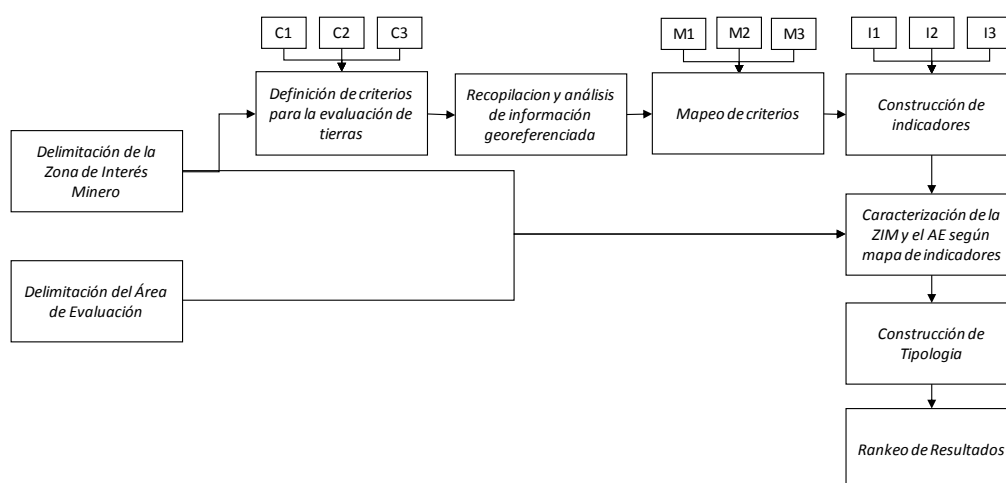 C1
C2
C3
M1
M2
M3
I1
I2
I3
Definición de criterios
para la evaluación de
tierras
Recopilacion y análisis
de información
georeferenciada
Mapeo de criterios
Construcción de
indicadores
Delimitación de la
Zona de Interés
Minero
Caracterización de la
ZIM y el AE según
mapa de indicadores
Delimitación del Área
de Evaluación
Construcción de
Tipologia
Rankeo de Resultados